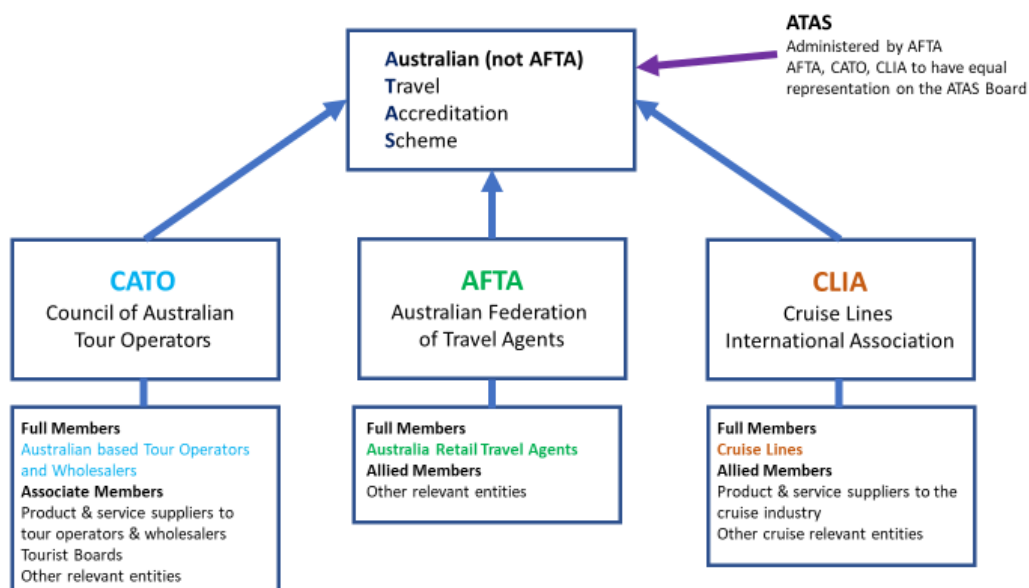 ATAS
Administered by AFTA
AFTA, CATO, CLIA to have equal
representation on the ATAS Board
Australian (not AFTA)
Travel
Accreditation
Scheme
CATO
Council of Australian
Tour Operators
AFTA
Australian Federation
of Travel Agents
CLIA
Cruise Lines
International Association
Full Members
Australian based Tour Operators
and Wholesalers
Associate Members
Product & service suppliers to
tour operators & wholesalers
Tourist Boards
Other relevant entities
Full Members
Australia Retail Travel Agents
Allied Members
Other relevant entities
Full Members
Cruise Lines
Allied Members
Product & service suppliers to the
cruise industry
Other cruise relevant entities